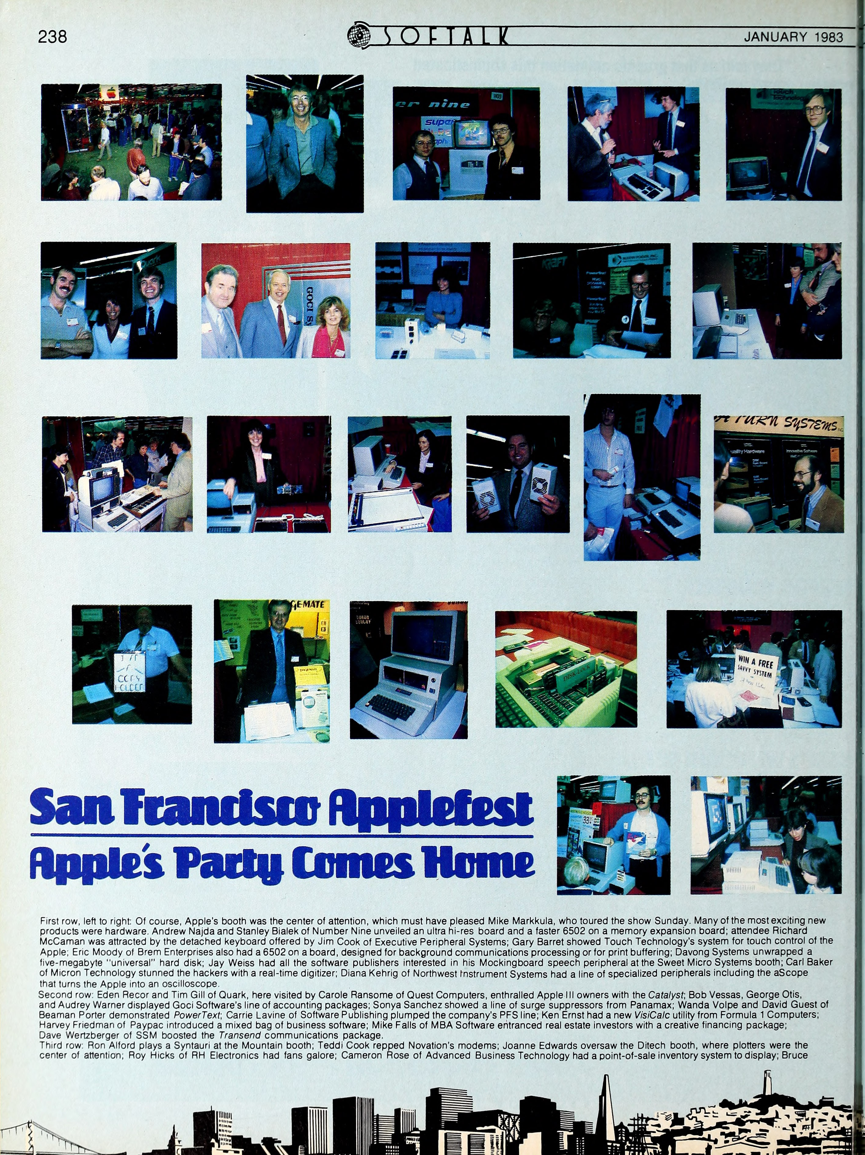 238
SOFTALK
JANUARY 1983
er nine
super
GOCI S
A TURN SYSTEMS
Innovative Software
GE-MATE
WIN A FREE
SAVVY SYSTEM
San Francisco Applefest
Apple's Party Comes Home
First row, left to right: Of course, Apple's booth was the center of attention, which must have pleased Mike Markkula, who toured the show Sunday. Many of the most exciting new
products were hardware. Andrew Najda and Stanley Bialek of Number Nine unveiled an ultra hi-res board and a faster 6502 on a memory expansion board; attendee Richard
McCaman was attracted by the detached keyboard offered by Jim Cook of Executive Peripheral Systems; Gary Barret showed Touch Technology's system for touch control of the
Apple; Eric Moody of Brem Enterprises also had a 6502 on a board, designed for background communications processing or for print buffering; Davong Systems unwrapped a
five-megabyte "universal" hard disk; Jay Weiss had all the software publishers interested in his Mockingboard speech peripheral at the Sweet Micro Systems booth; Carl Baker
of Micron Technology stunned the hackers with a real-time digitizer; Diana Kehrig of Northwest Instrument Systems had a line of specialized peripherals including the aScope
that turns the Apple into an oscilloscope.
Second row: Eden Recor and Tim Gill of Quark, here visited by Carole Ransome of Quest Computers, enthralled Apple III owners with the Catalyst; Bob Vessas, George Otis,
and Audrey Warner displayed Goci Software's line of accounting packages; Sonya Sanchez showed a line of surge suppressors from Panamax; Wanda Volpe and David Guest of
Beaman Porter demonstrated PowerText; Carrie Lavine of Software Publishing plumped the company's PFS line; Ken Ernst had a new VisiCalc utility from Formula 1 Computers;
Harvey Friedman of Paypac introduced a mixed bag of business software; Mike Falls of MBA Software entranced real estate investors with a creative financing package;
Dave Wertzberger of SSM boosted the Transend communications package.
Third row: Ron Alford plays a Syntauri at the Mountain booth; Teddi Cook repped Novation's modems; Joanne Edwards oversaw the Ditech booth, where plotters were the
center of attention; Roy Hicks of RH Electronics had fans galore; Cameron Rose of Advanced Business Technology had a point-of-sale inventory system to display; Bruce